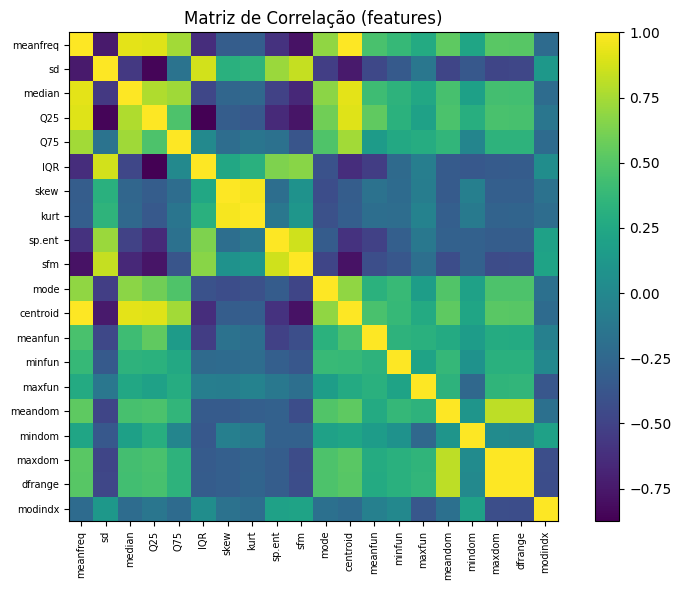 Matriz de Correlação (features)
meanfreq
sd
median
Q25
Q75
IQR
skew
kurt
sp.ent
sfm
mode
centroid
meanfun
minfun
maxfun
meandom
mindom
maxdom
dfrange
modindx
meanfreq sd median Q25 Q75 IQR skew kurt sp.ent sfm mode centroid meanfun minfun maxfun meandom mindom maxdom dfrange modindx
1.00
0.75
0.50
0.25
0.00
−0.25
−0.50
−0.75